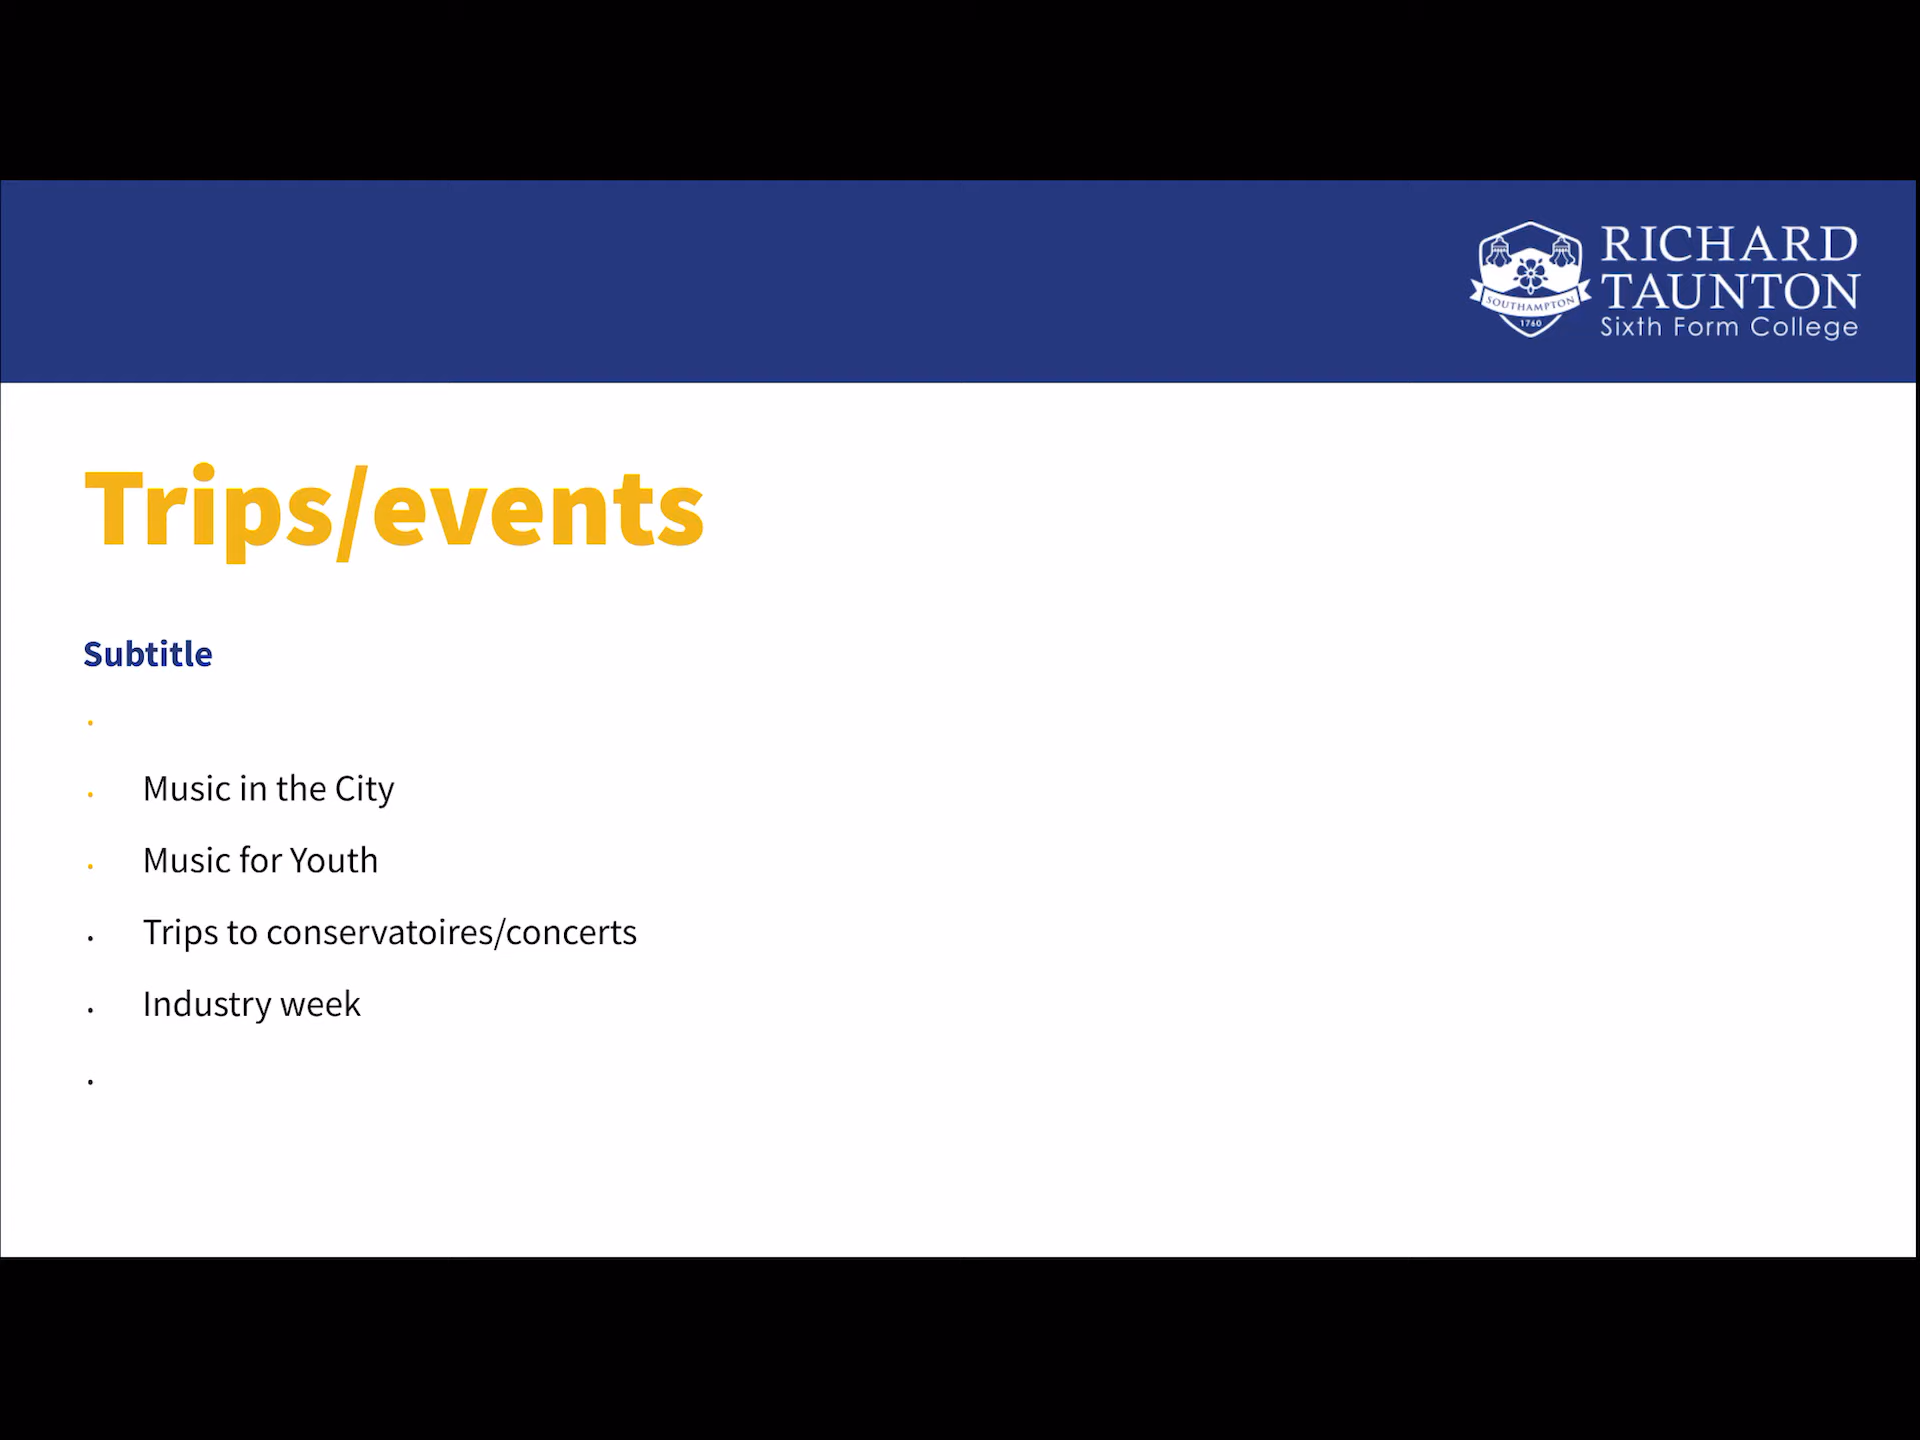 RICHARD
TAUNTON
Sixth Form College
SOUTHAMPTON
1760
Trips/events
Subtitle
•
• Music in the City
• Music for Youth
• Trips to conservatoires/concerts
• Industry week
•